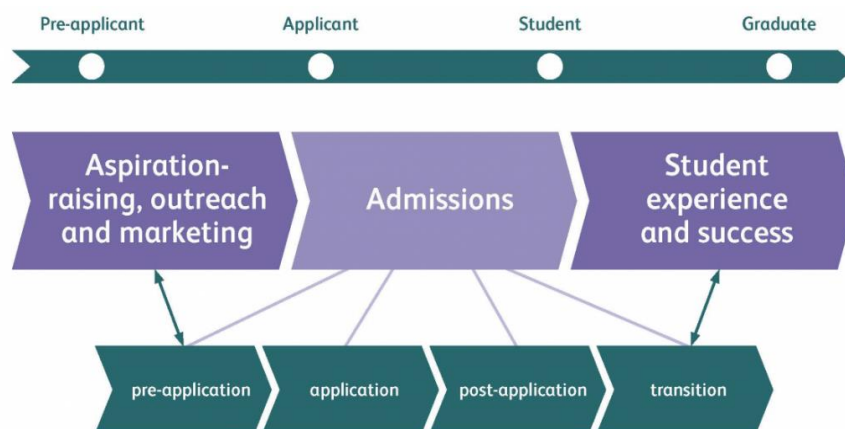 Pre-applicant
Applicant
Student
Graduate
Aspiration-
raising, outreach
and marketing
Admissions
Student
experience
and success
pre-application
application
post-application
transition